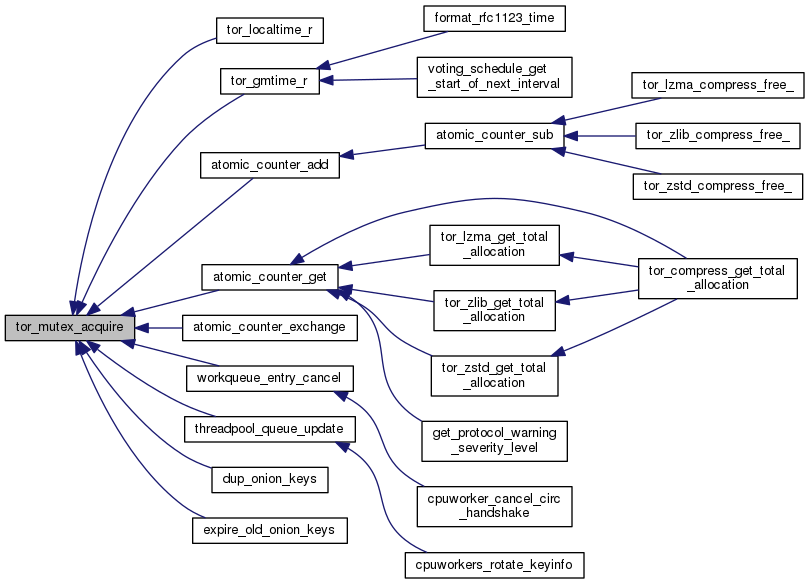 tor_localtime_r
format_rfc1123_time
tor_gmtime_r
voting_schedule_get
_start_of_next_interval
tor_lzma_compress_free_
atomic_counter_sub
tor_zlib_compress_free_
atomic_counter_add
tor_zstd_compress_free_
tor_lzma_get_total
_allocation
atomic_counter_get
tor_compress_get_total
_allocation
tor_zlib_get_total
_allocation
tor_mutex_acquire
atomic_counter_exchange
tor_zstd_get_total
_allocation
workqueue_entry_cancel
threadpool_queue_update
get_protocol_warning
_severity_level
dup_onion_keys
cpuworker_cancel_circ
_handshake
expire_old_onion_keys
cpuworkers_rotate_keyinfo